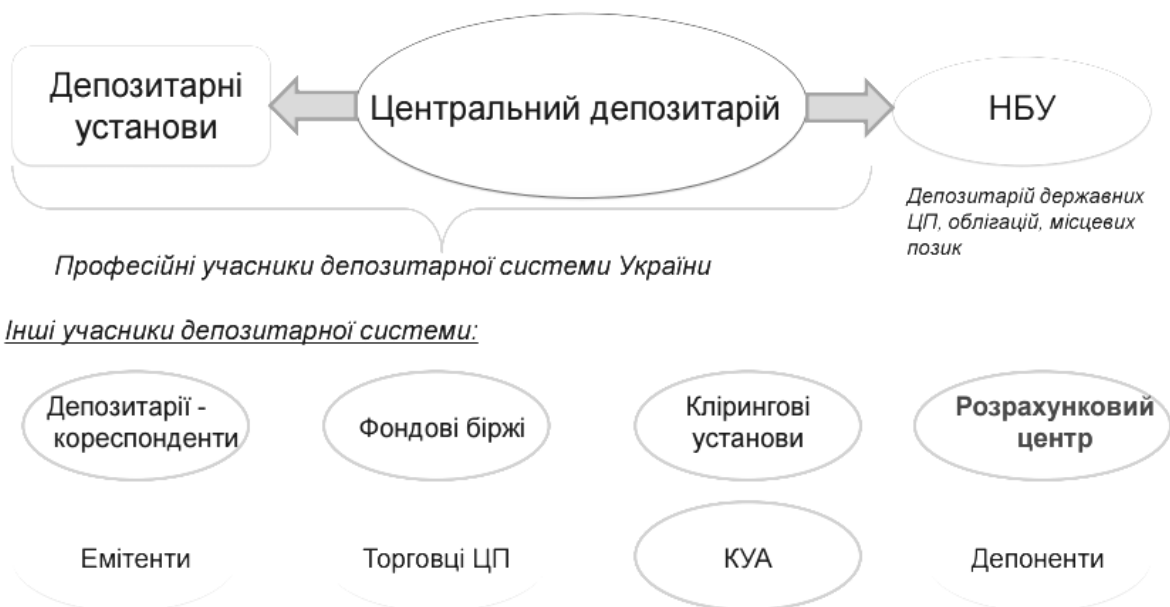 Депозитарні
установи
Центральний депозитарій
НБУ
Депозитарій державних
ЦП, облігацій, місцевих
позик
Професійні учасники депозитарної системи України
Інші учасники депозитарної системи:
Депозитарії -
кореспонденти
Фондові біржі
Клірингові
установи
Розрахунковий
центр
Емітенти
Торговці ЦП
КУА
Депоненти